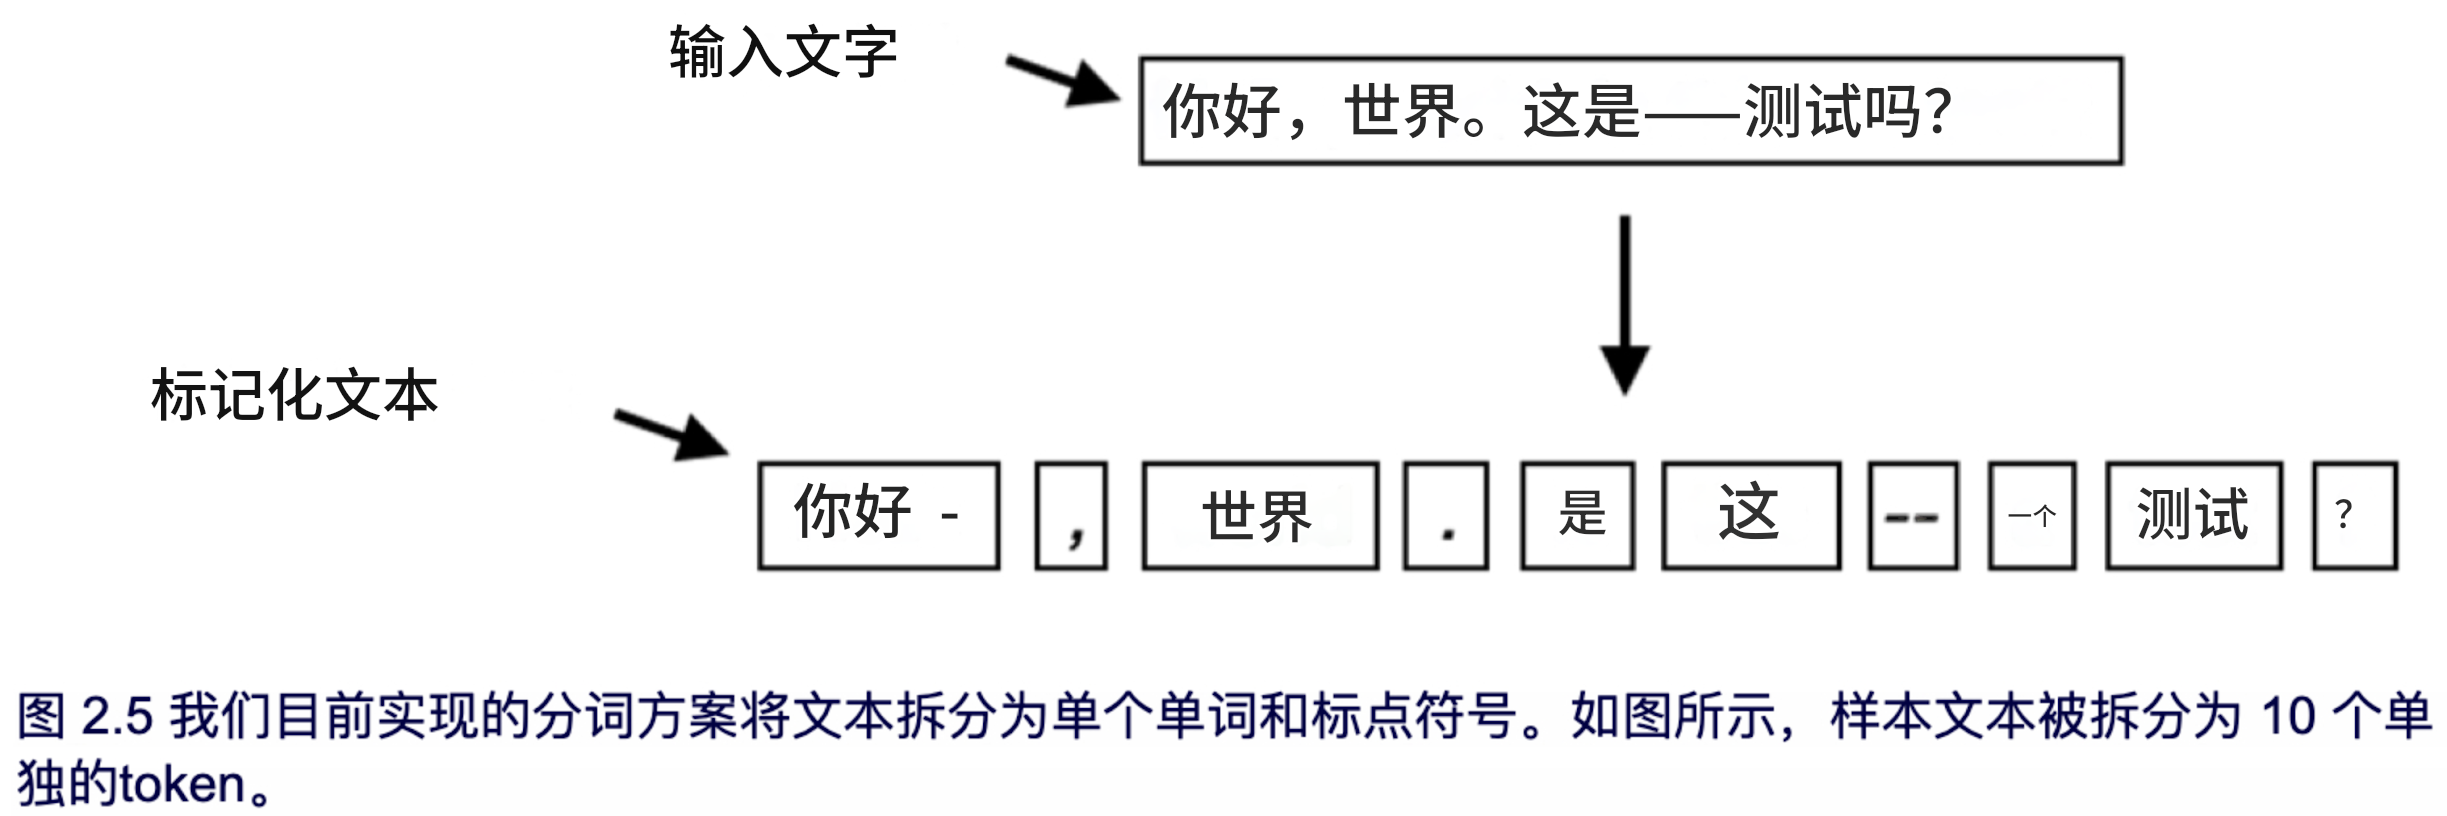 输入文字
你好，世界。这是——测试吗？
标记化文本
你好 -
,
世界
.
是
这
--
一个
测试
?
图 2.5 我们目前实现的分词方案将文本拆分为单个单词和标点符号。如图所示，样本文本被拆分为 10 个单
独的token。